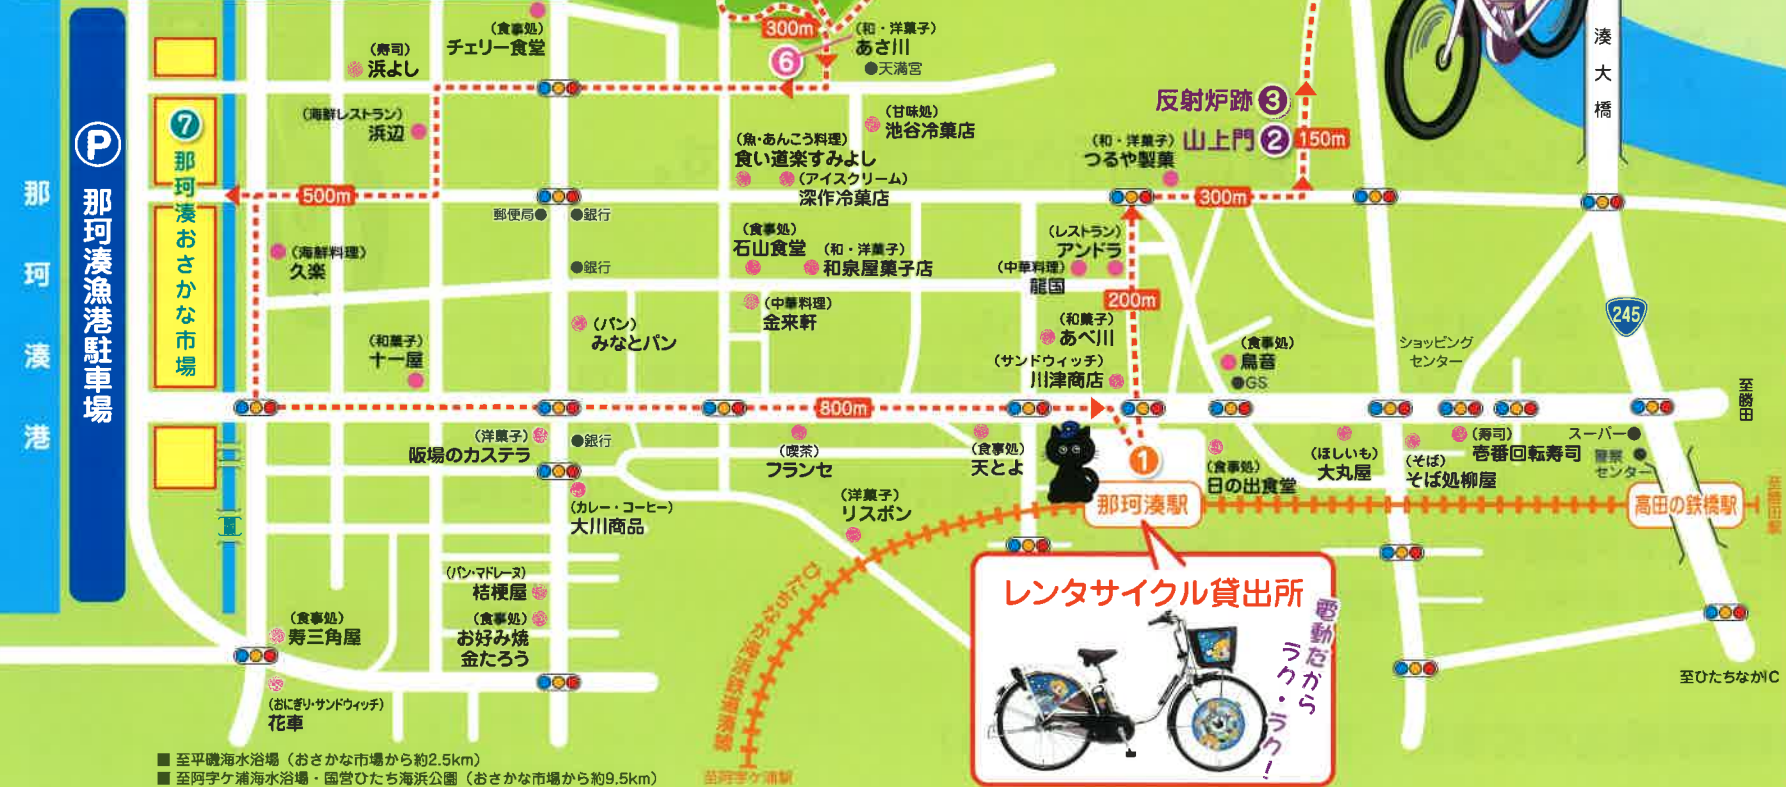 300m
(和・洋菓子)
あさ川
●天満宮
6
(食事処)
チェリー食堂
(寿司)
浜よし
(海鮮レストラン)
浜辺
(甘味処)
池谷冷菓店
(魚・あんこう料理)
食い道楽すみよし
(アイスクリーム)
深作冷菓店
反射炉跡 3
山上門 2
150m
(和・洋菓子)
つるや製菓
湊大橋
P
那珂湊漁港駐車場
那珂湊港
7
那珂湊おさかな市場
500m
300m
郵便局●
●銀行
(海鮮料理)
久楽
●銀行
(食事処)
石山食堂
(和・洋菓子)
和泉屋菓子店
(レストラン)
アンドラ
(中華料理)
龍国
200m
(中華料理)
金来軒
(パン)
みなとパン
(和菓子)
十一屋
(和菓子)
あべ川
(サンドウィッチ)
川津商店
(食事処)
鳥音
●GS
ショッピング
センター
245
至勝田
800m
(洋菓子)
阪場のカステラ
●銀行
(喫茶)
フランセ
(食事処)
天とよ
1
(食事処)
日の出食堂
(ほしいも)
大丸屋
(そば)
そば処柳屋
(寿司)
壱番回転寿司
スーパー●
警察
センター
(カレー・コーヒー)
大川商品
(洋菓子)
リスボン
那珂湊駅
高田の鉄橋駅
至勝田駅
(パン・マドレーヌ)
桔梗屋
(食事処)
お好み焼
金たろう
(食事処)
寿三角屋
(おにぎり・サンドウィッチ)
花車
ひたちなか海浜鉄道湊線
至阿字ケ浦駅
レンタサイクル貸出所
電動だから
ラク・ラク!
至ひたちなかIC
■ 至平磯海水浴場（おさかな市場から約2.5km）
■ 至阿字ケ浦海水浴場・国営ひたち海浜公園（おさかな市場から約9.5km）